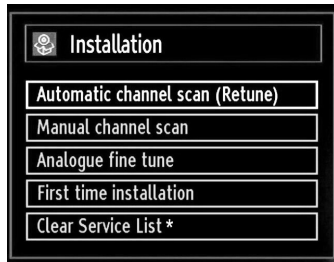 Installation
Automatic channel scan (Retune)
Manual channel scan
Analogue fine tune
First time installation
Clear Service List *